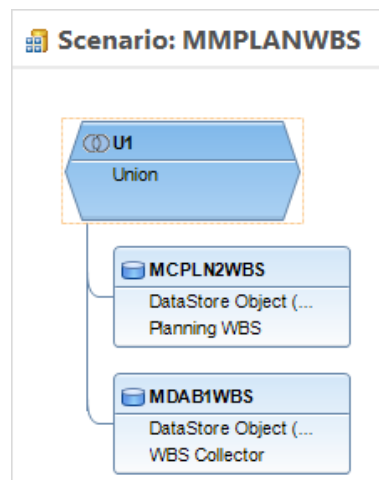 Scenario: MMPLANWBS
U1
Union
MCPLN2WBS
DataStore Object (...
Planning WBS
MDAB1WBS
DataStore Object (...
WBS Collector